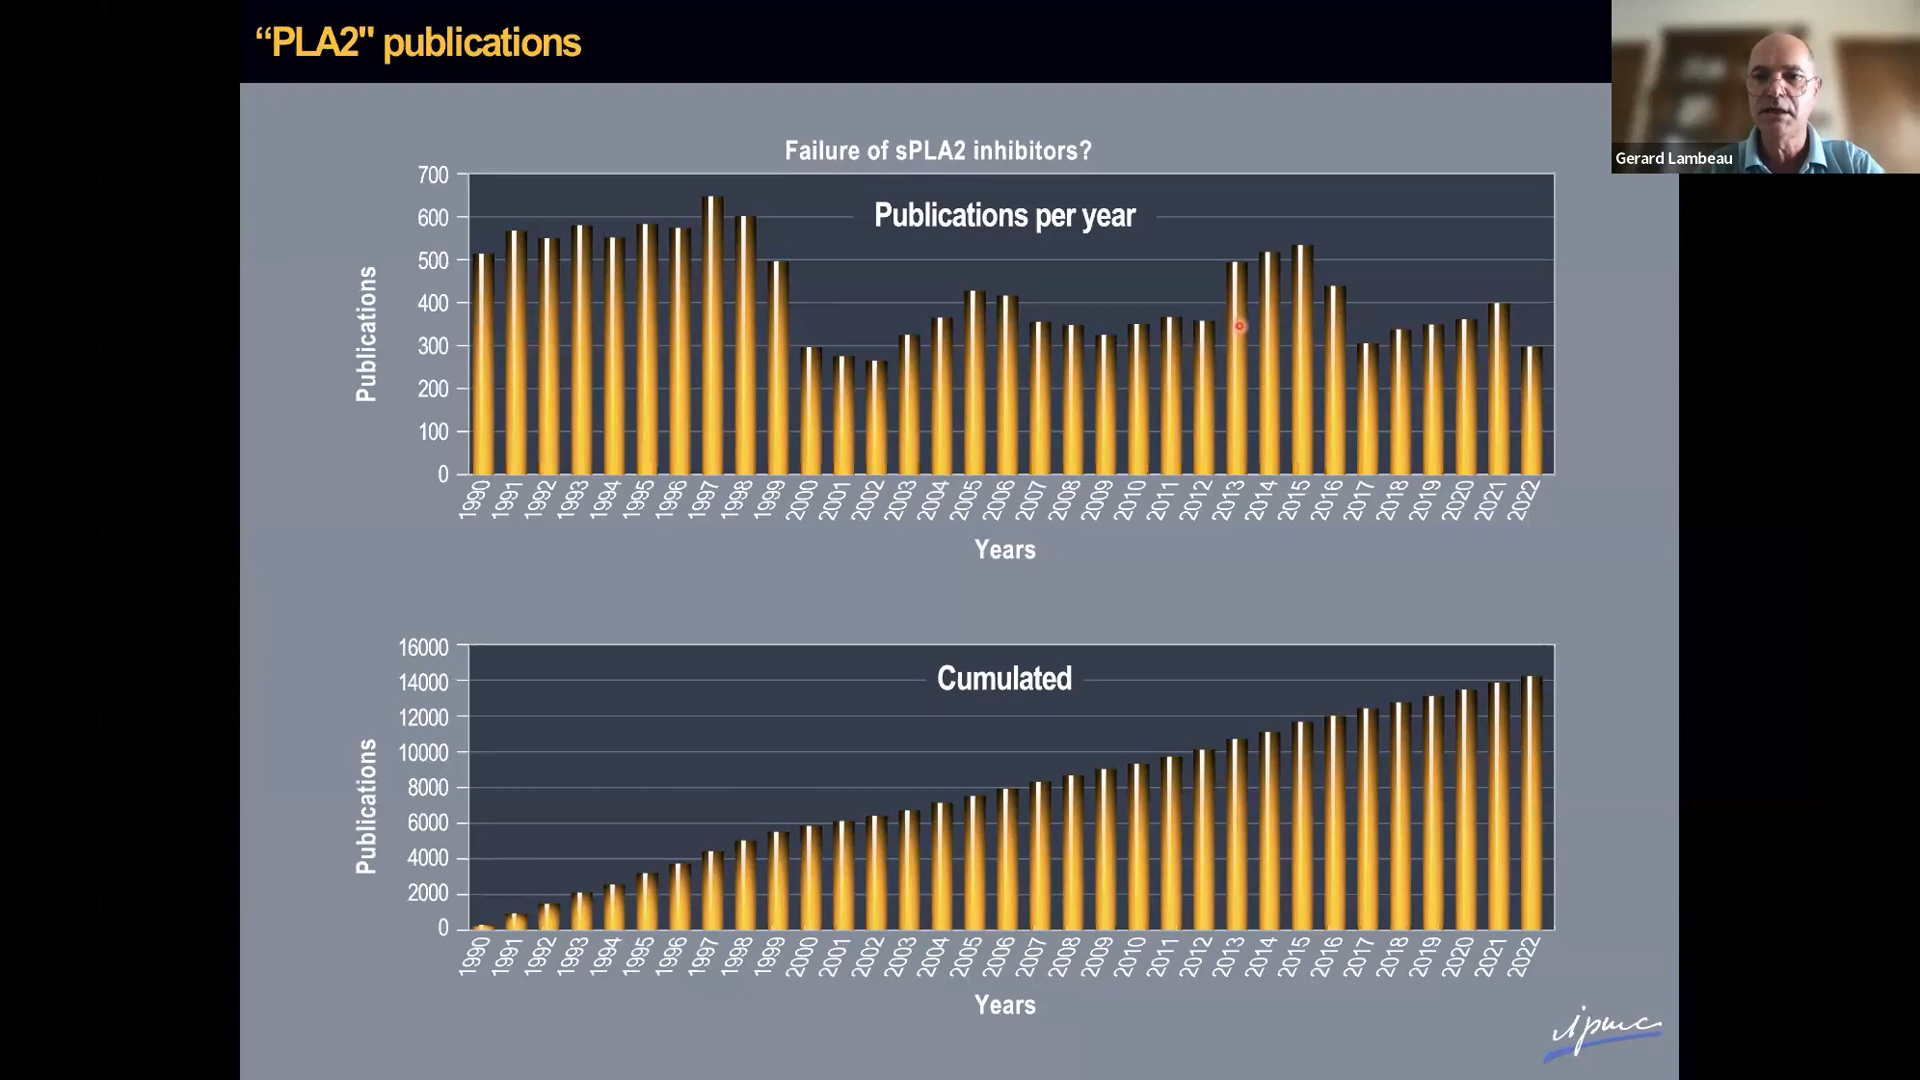 “PLA2" publications
Gerard Lambeau
Failure of sPLA2 inhibitors?
Publications per year
700
600
500
400
300
200
100
0
Publications
1990 1991 1992 1993 1994 1995 1996 1997 1998 1999 2000 2001 2002 2003 2004 2005 2006 2007 2008 2009 2010 2011 2012 2013 2014 2015 2016 2017 2018 2019 2020 2021 2022
Years
Cumulated
16000
14000
12000
10000
8000
6000
4000
2000
0
Publications
1990 1991 1992 1993 1994 1995 1996 1997 1998 1999 2000 2001 2002 2003 2004 2005 2006 2007 2008 2009 2010 2011 2012 2013 2014 2015 2016 2017 2018 2019 2020 2021 2022
Years
ipmc